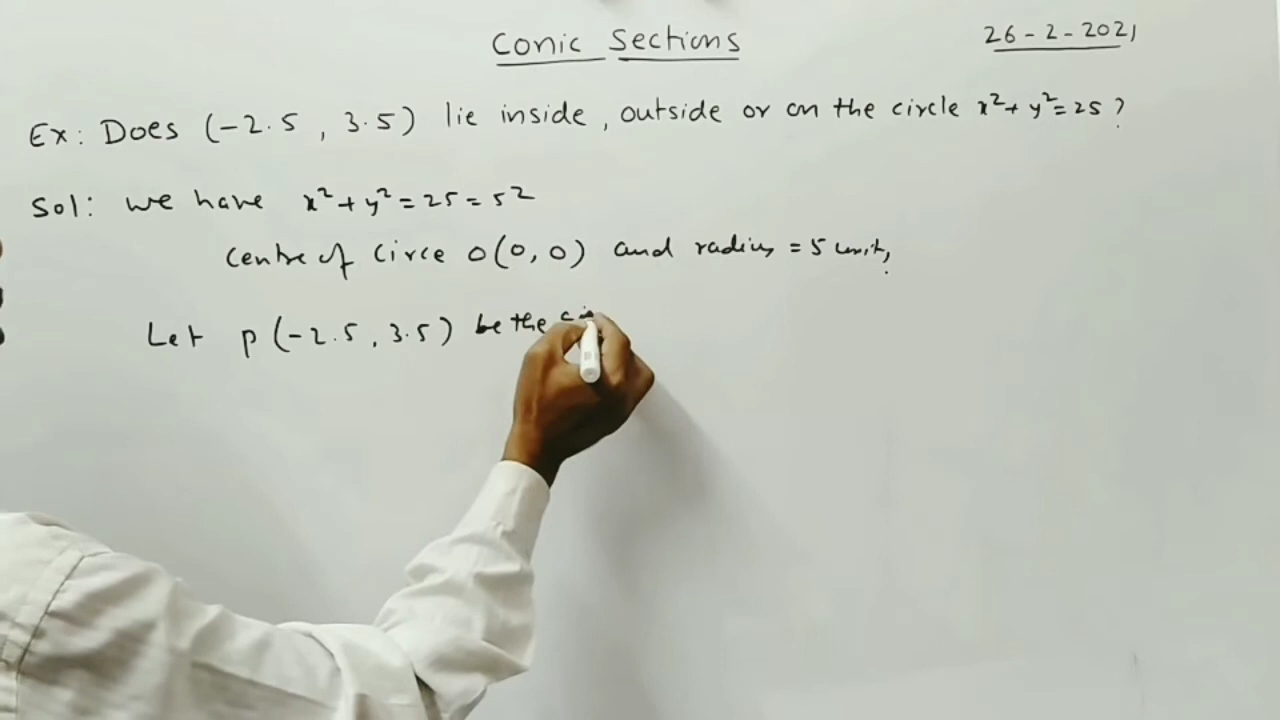 Conic Sections
26-2-2021
Ex: Does (-2.5, 3.5) lie inside, outside or on the circle x²+y²=25?
Sol: we have x²+y²=25=5²
Centre of Circe O(0,0) and radius = 5 units
Let P(-2.5, 3.5) be the